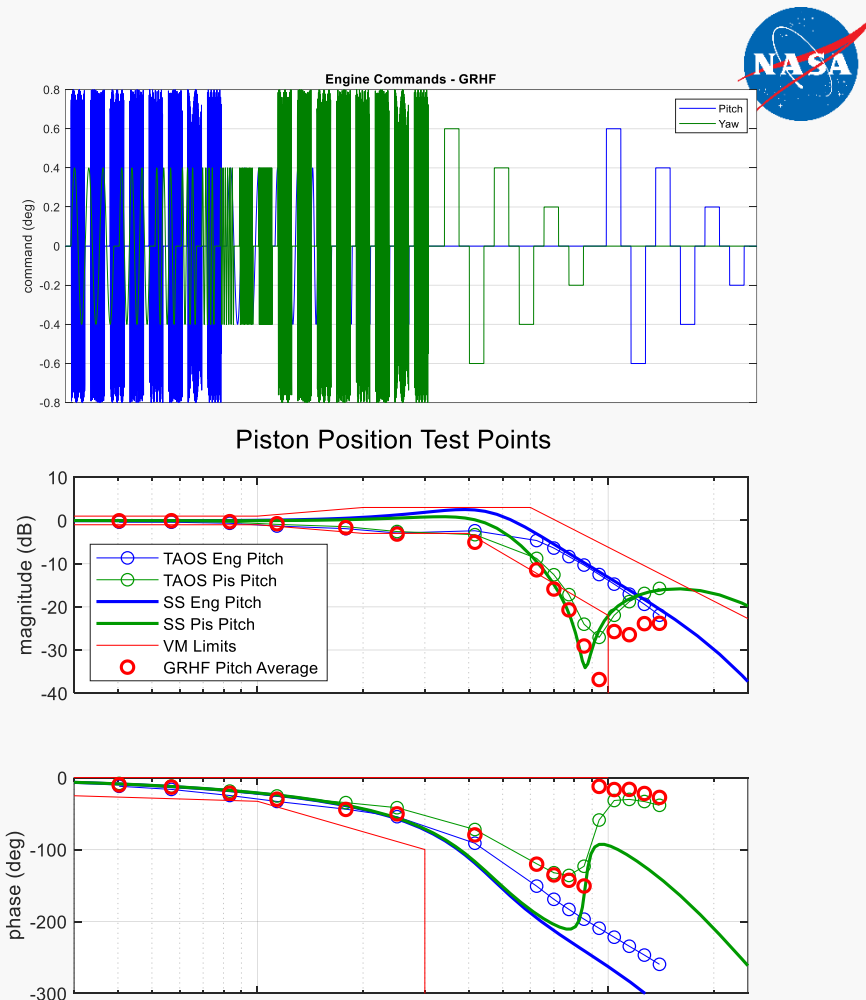 NASA
Engine Commands - GRHF
0.8
0.6
0.4
0.2
0
-0.2
-0.4
-0.6
-0.8
command (deg)
Pitch
Yaw
Piston Position Test Points
10
0
-10
-20
-30
-40
magnitude (dB)
TAOS Eng Pitch
TAOS Pis Pitch
SS Eng Pitch
SS Pis Pitch
VM Limits
GRHF Pitch Average
0
-100
-200
-300
phase (deg)